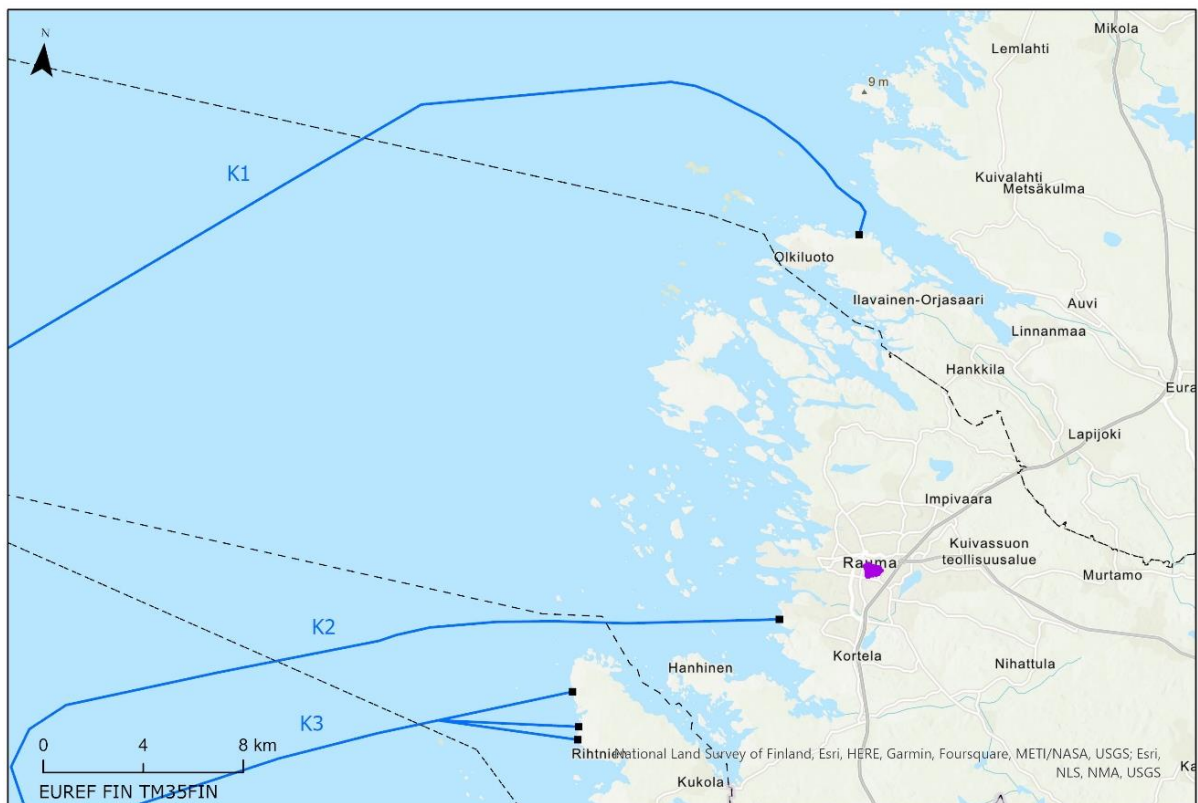 N
Mikola
Lemlahti
9 m
K1
Kuivalahti
Metsäkulma
Olkiluoto
Ilavainen-Orjasaari
Auvi
Linnanmaa
Hankkila
Eura
Lapijoki
Impivaara
Kuivassuon
teollisuusalue
Rauma
Murtamo
K2
Kortela
Nihattula
Hanhinen
K3
0 4 8 km
Rihtnie
National Land Survey of Finland, Esri, HERE, Garmin, Foursquare, METI/NASA, USGS; Esri,
NLS, NMA, USGS
Ka
Kukola
EUREF FIN TM35FIN